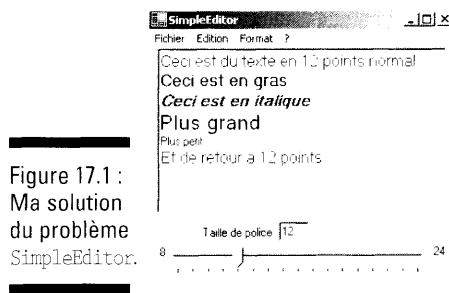 SimpleEditor
Fichier Edition Format ?
Ceci est du texte en 12 points normal
Ceci est en gras
Ceci est en italique
Plus grand
Plus petit
Et de retour a 12 points
Taille de police 12
8 24
Figure 17.1 :
Ma solution
du problème
SimpleEditor.